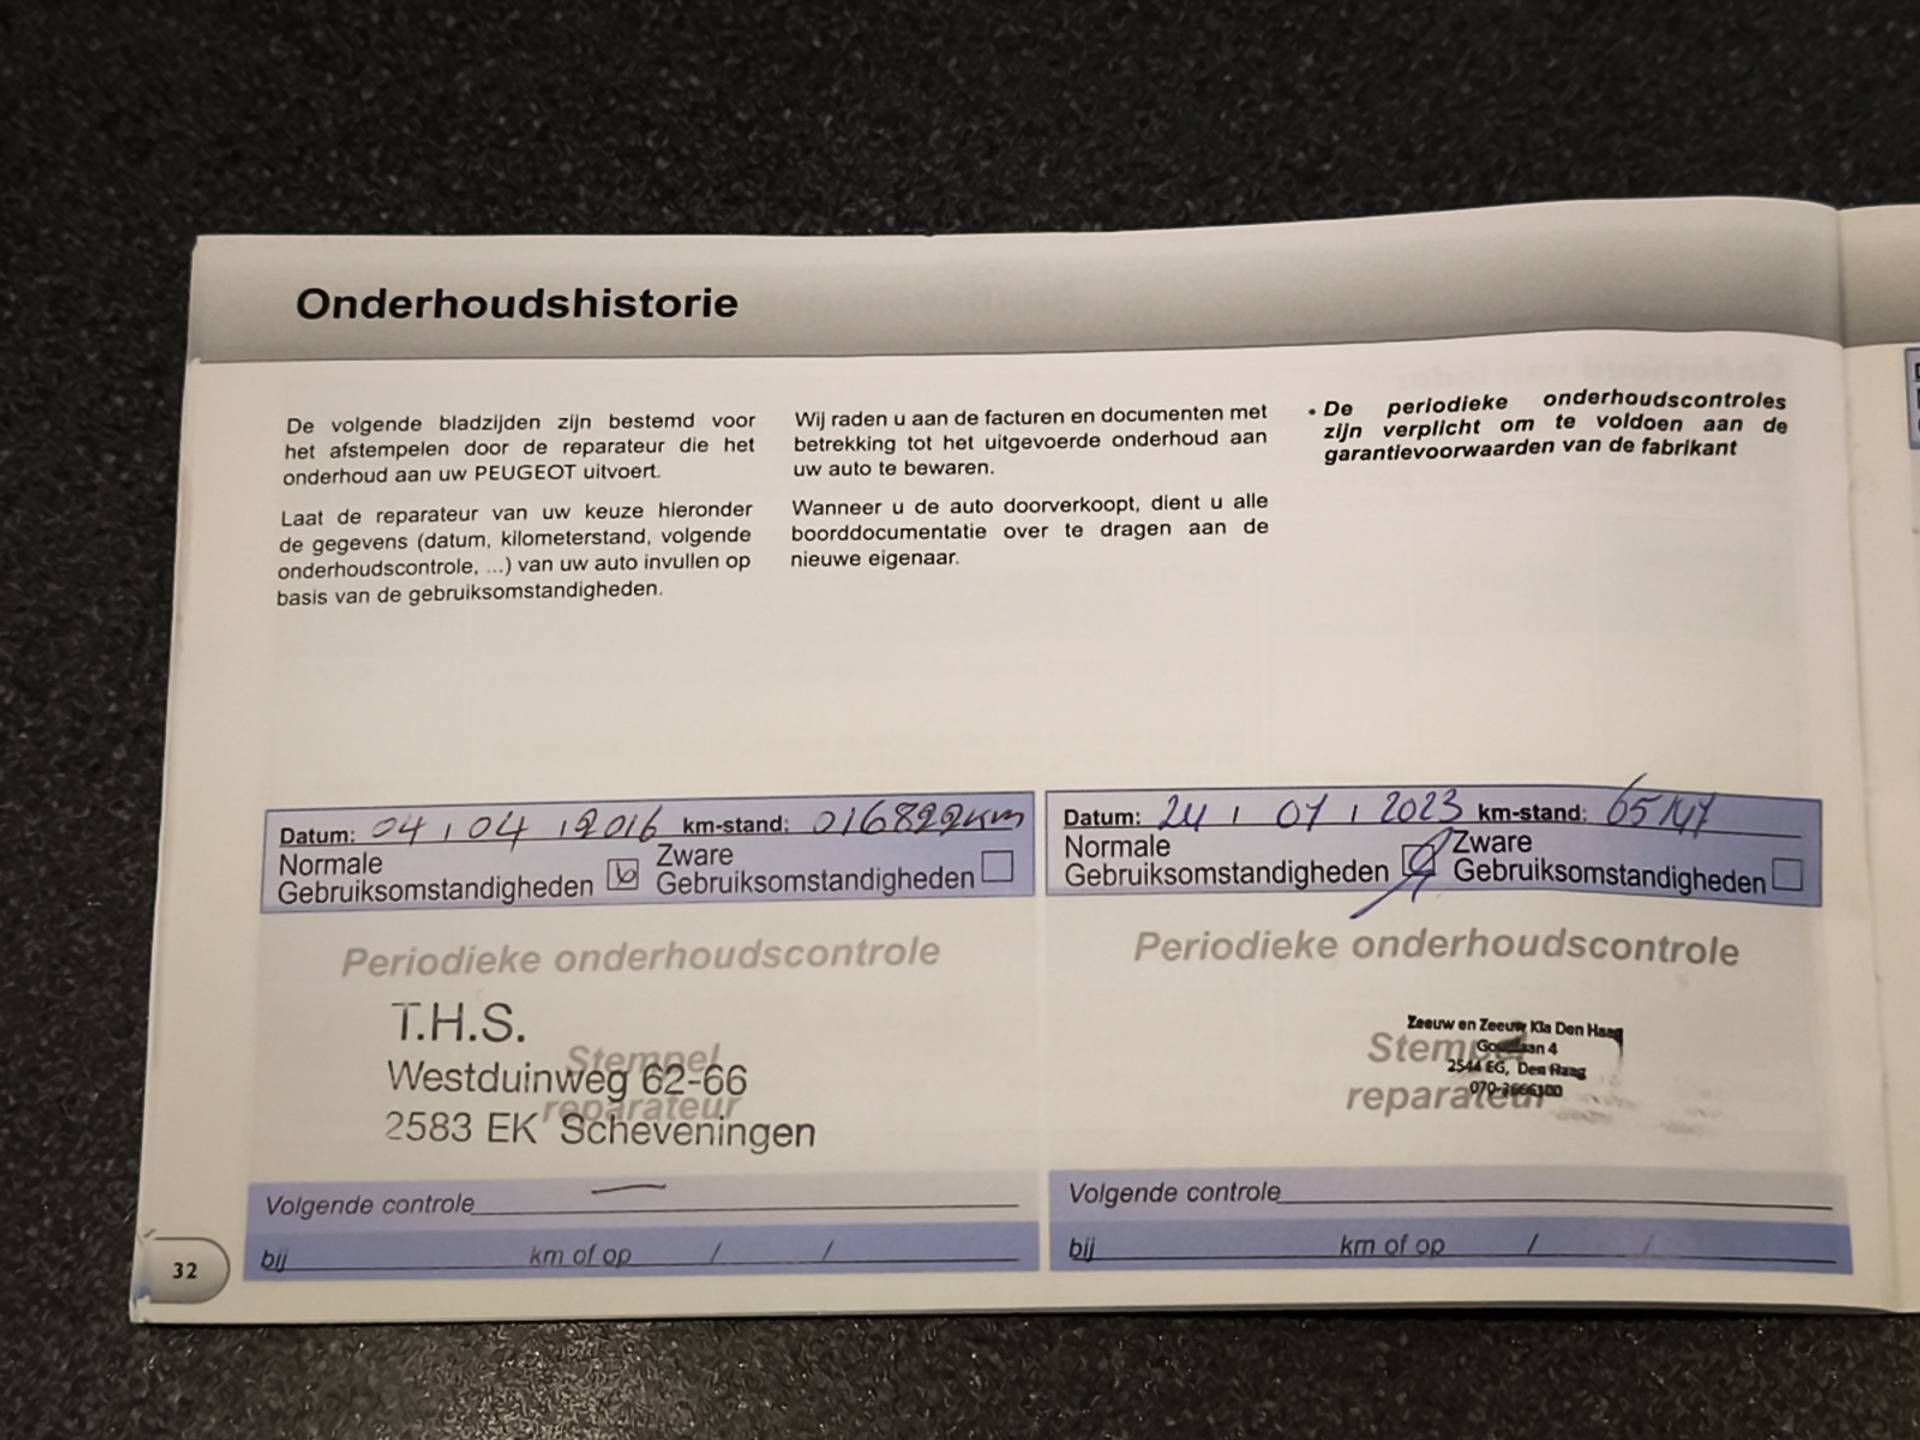 Onderhoudshistorie
De volgende bladzijden zijn bestemd voor
het afstempelen door de reparateur die het
onderhoud aan uw PEUGEOT uitvoert.
Laat de reparateur van uw keuze hieronder
de gegevens (datum, kilometerstand, volgende
onderhoudscontrole, ...) van uw auto invullen op
basis van de gebruiksomstandigheden.
Wij raden u aan de facturen en documenten met
betrekking tot het uitgevoerde onderhoud aan
uw auto te bewaren.
Wanneer u de auto doorverkoopt, dient u alle
boorddocumentatie over te dragen aan de
nieuwe eigenaar.
• De periodieke onderhoudscontroles
zijn verplicht om te voldoen aan de
garantievoorwaarden van de fabrikant
Datum: 04 / 04 / 2016 km-stand: 016822km
Normale
Gebruiksomstandigheden
Zware
Gebruiksomstandigheden
Periodieke onderhoudscontrole
Stempel
reparateur
T.H.S.
Westduinweg 62-66
2583 EK Scheveningen
Volgende controle
bij km of op / /
Datum: 24 / 07 / 2023 km-stand:
Normale
Gebruiksomstandigheden
Zware
Gebruiksomstandigheden
Periodieke onderhoudscontrole
Stempel
reparateur
Zeeuw en Zeeuw Kia Den Haag
4
2544 EG, Den Haag
Volgende controle
bij km of op / /
32